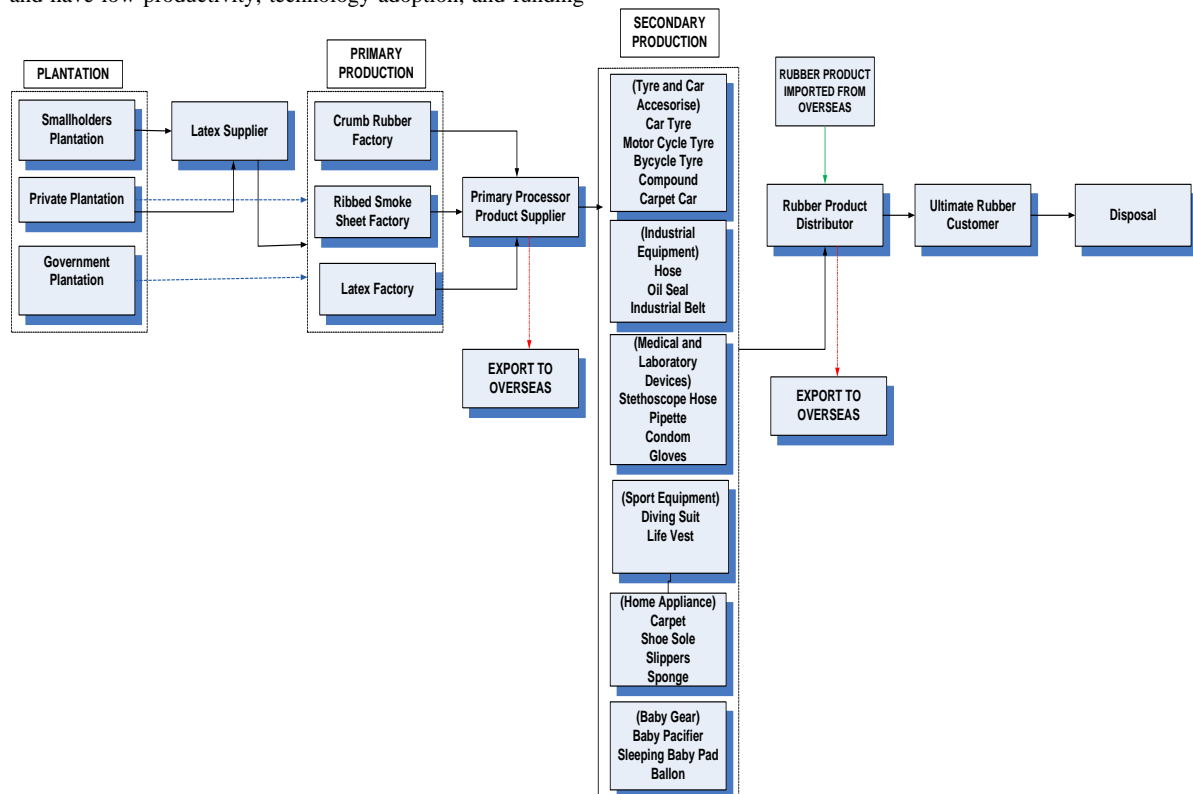 and have low productivity, technology adoption, and funding
SECONDARY
PRODUCTION
PLANTATION
PRIMARY
PRODUCTION
RUBBER PRODUCT
IMPORTED FROM
OVERSEAS
Smallholders
Plantation
Private Plantation
Government
Plantation
Latex Supplier
Crumb Rubber
Factory
Ribbed Smoke
Sheet Factory
Latex Factory
Primary Processor
Product Supplier
EXPORT TO
OVERSEAS
(Tyre and Car
Accesorise)
Car Tyre
Motor Cycle Tyre
Bycycle Tyre
Compound
Carpet Car
(Industrial
Equipment)
Hose
Oil Seal
Industrial Belt
(Medical and
Laboratory
Devices)
Stethoscope Hose
Pipette
Condom
Gloves
(Sport Equipment)
Diving Suit
Life Vest
(Home Appliance)
Carpet
Shoe Sole
Slippers
Sponge
(Baby Gear)
Baby Pacifier
Sleeping Baby Pad
Ballon
Rubber Product
Distributor
Ultimate Rubber
Customer
Disposal
EXPORT TO
OVERSEAS